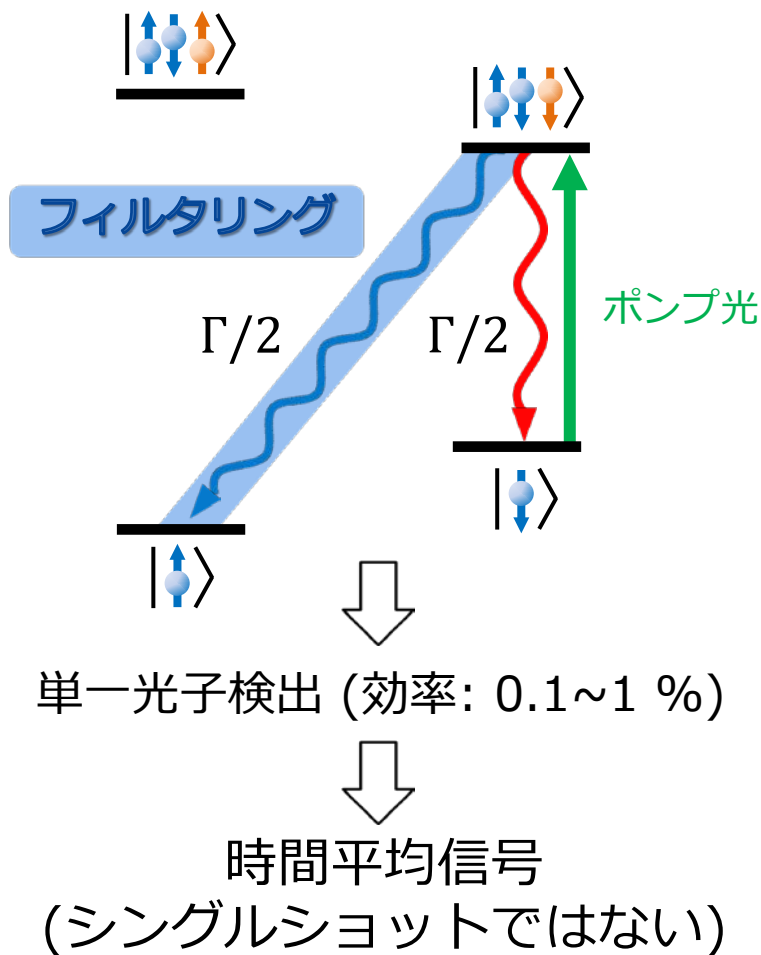 フィルタリング
Γ/2
Γ/2
ポンプ光
単一光子検出 (効率: 0.1~1 %)
時間平均信号
(シングルショットではない)